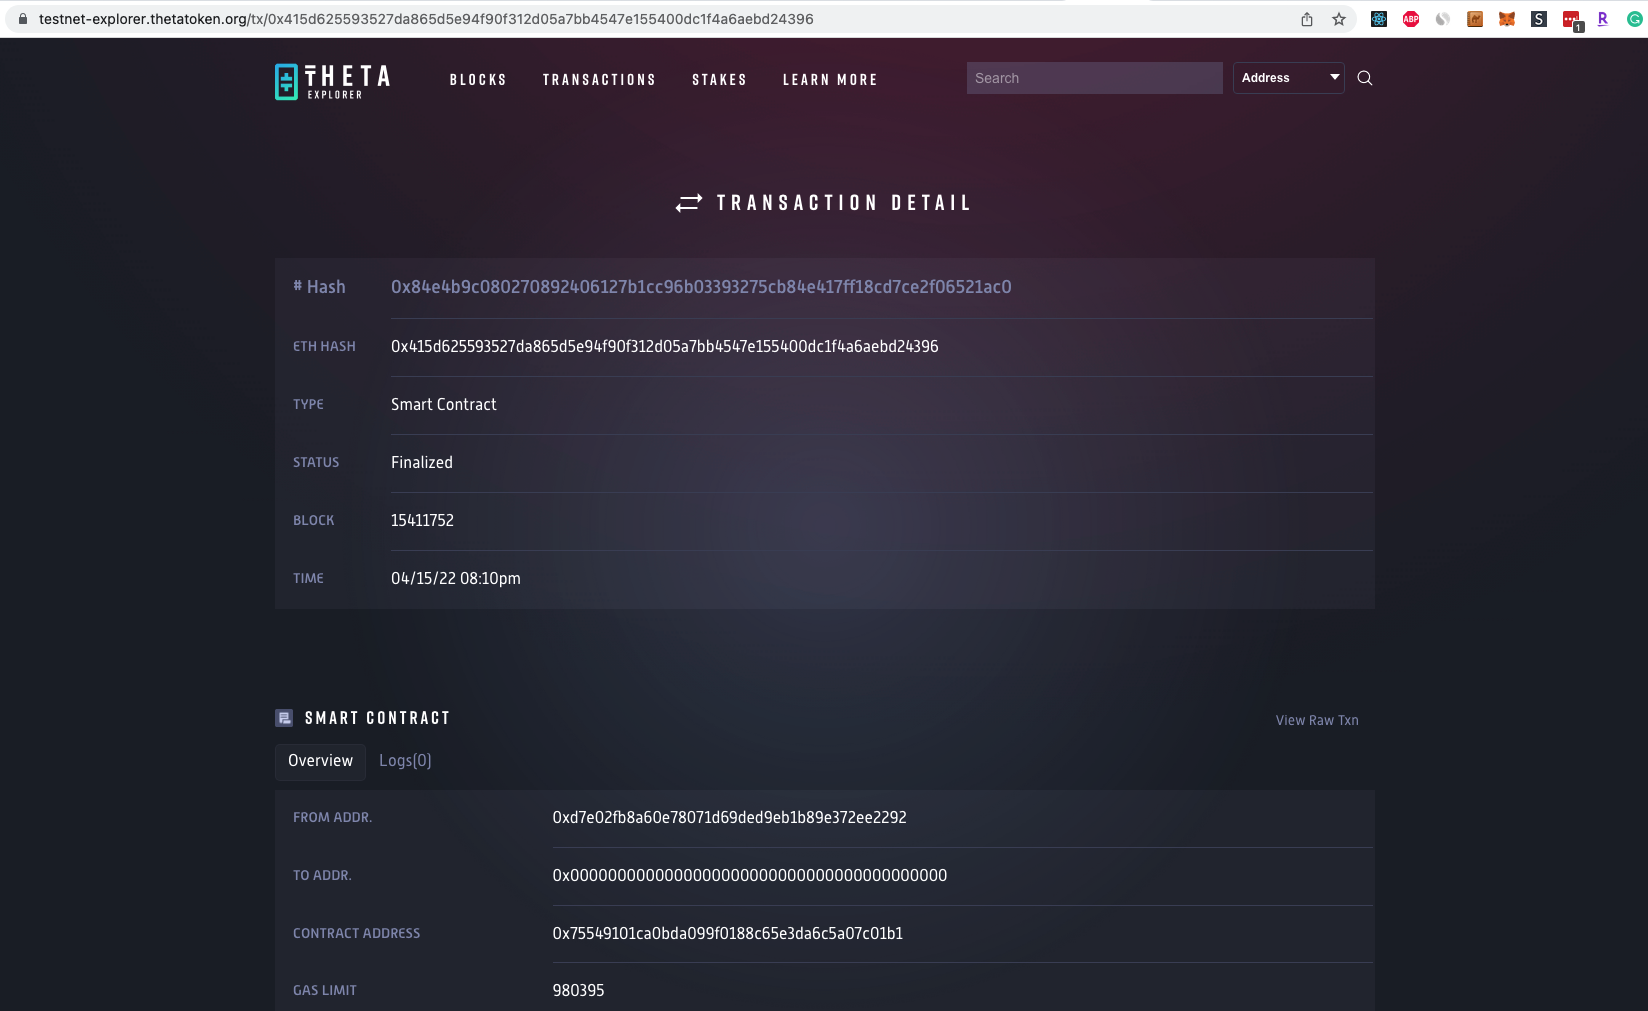 testnet-explorer.thetatoken.org/tx/0x415d625593527da865d5e94f90f312d05a7bb4547e155400dc1f4a6aebd24396
ABP
S
1
R
G
THETA
EXPLORER
BLOCKS
TRANSACTIONS
STAKES
LEARN MORE
Search
Address
TRANSACTION DETAIL
# Hash 0x84e4b9c080270892406127b1cc96b03393275cb84e417ff18cd7ce2f06521ac0
ETH HASH 0x415d625593527da865d5e94f90f312d05a7bb4547e155400dc1f4a6aebd24396
TYPE Smart Contract
STATUS Finalized
BLOCK 15411752
TIME 04/15/22 08:10pm
SMART CONTRACT
View Raw Txn
Overview Logs(0)
FROM ADDR. 0xd7e02fb8a60e78071d69ded9eb1b89e372ee2292
TO ADDR. 0x0000000000000000000000000000000000000000
CONTRACT ADDRESS 0x75549101ca0bda099f0188c65e3da6c5a07c01b1
GAS LIMIT 980395